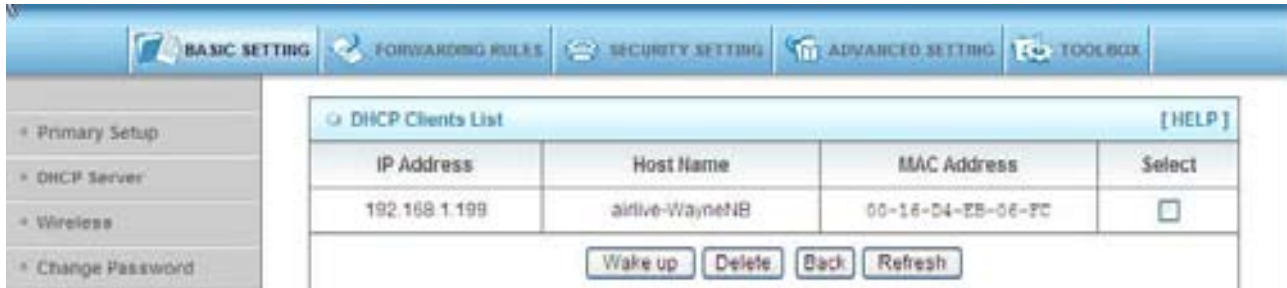 BASIC SETTING FORWARDING RULES SECURITY SETTING ADVANCED SETTING TOOLBOX
Primary Setup
DHCP Server
Wireless
Change Password
DHCP Clients List [ HELP ]
IP Address Host Name MAC Address Select
192.168.1.199 airlive-WayneNB 00-16-D4-EB-06-FC
Wake up Delete Back Refresh